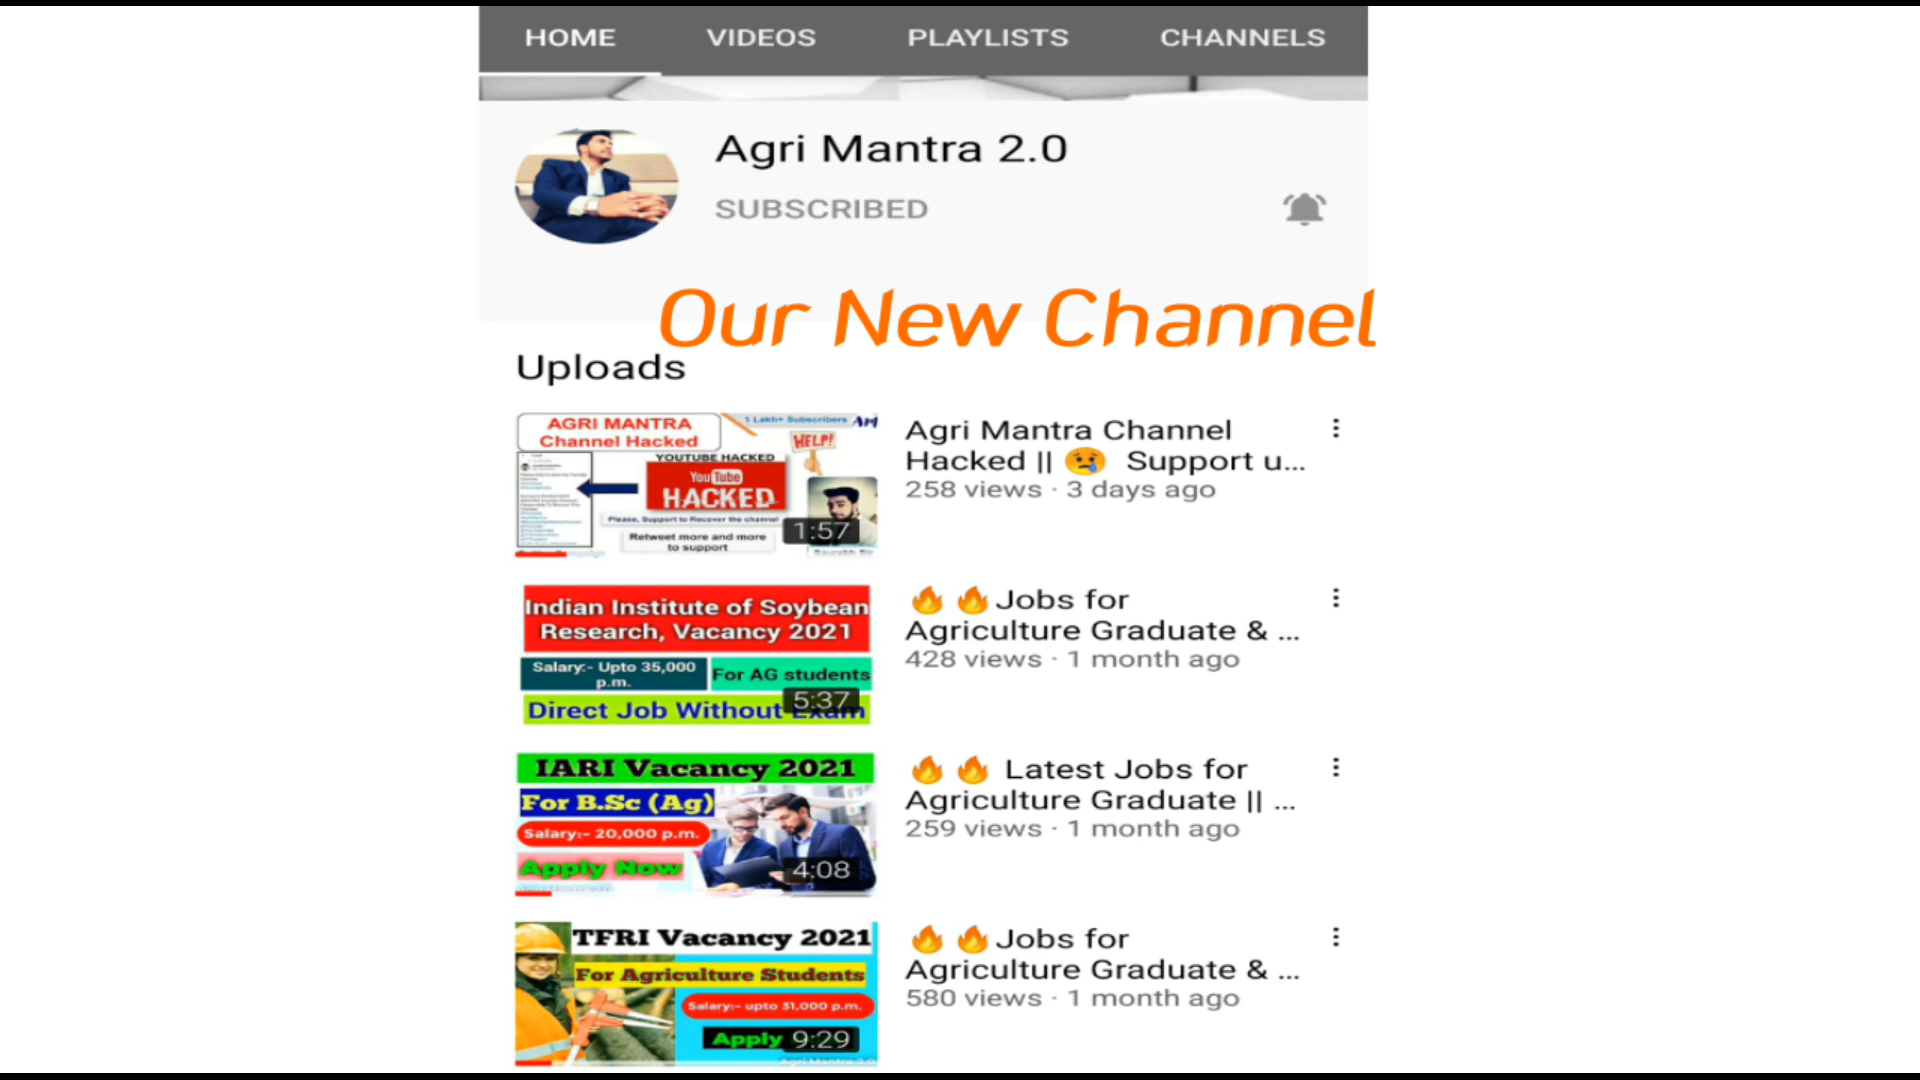 HOME VIDEOS PLAYLISTS CHANNELS
Agri Mantra 2.0
SUBSCRIBED
Our New Channel
Uploads
AGRI MANTRA
Channel Hacked
1 Lakh+ Subscribers
HELP!
YOUTUBE HACKED
YouTube
HACKED
Please, Support to Recover the channel
Retweet more and more
to support
1:57
Saurabh Sir
Agri Mantra Channel
Hacked || 😢 Support u...
258 views · 3 days ago
Indian Institute of Soybean
Research, Vacancy 2021
Salary:- Upto 35,000
p.m.
For AG students
Direct Job Without Exam
5:37
🔥 🔥 Jobs for
Agriculture Graduate & ...
428 views · 1 month ago
IARI Vacancy 2021
For B.Sc (Ag)
Salary:- 20,000 p.m.
Apply Now
4:08
🔥 🔥 Latest Jobs for
Agriculture Graduate || ...
259 views · 1 month ago
TFRI Vacancy 2021
For Agriculture Students
Salary:- upto 31,000 p.m.
Apply
9:29
🔥 🔥 Jobs for
Agriculture Graduate & ...
580 views · 1 month ago